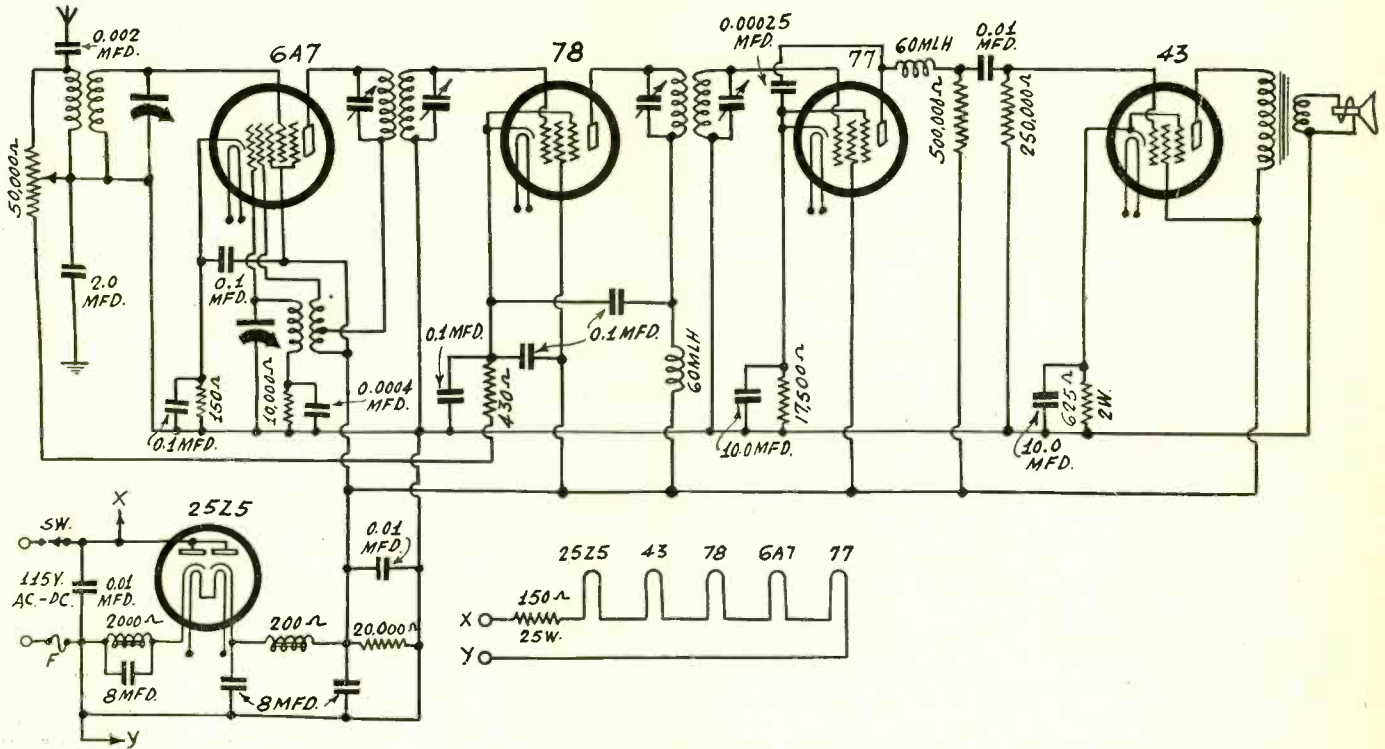 0.002
MFD.
6A7
78
0.00025
MFD.
77
60MLH
0.01
MFD.
43
50,000Ω
500,000Ω
250,000Ω
2.0
MFD.
0.1
MFD.
0.1MFD.
0.1MFD.
60MLH
150Ω
10,000Ω
0.0004
MFD.
430Ω
17,500Ω
625Ω
2W.
0.1MFD.
10.0MFD.
10.0
MFD.
X
25Z5
SW.
0.01
MFD.
115V.
AC.-DC.
0.01
MFD.
2000Ω
200Ω
20.000Ω
F
8MFD.
8MFD.
Y
25Z5 43 78 6A7 77
150Ω
X
25W.
Y